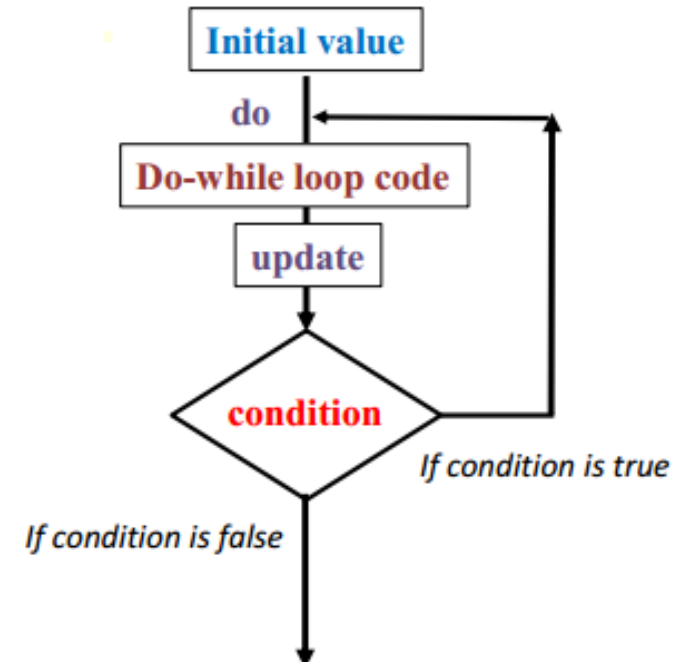 Initial value
do
Do-while loop code
update
condition
If condition is true
If condition is false